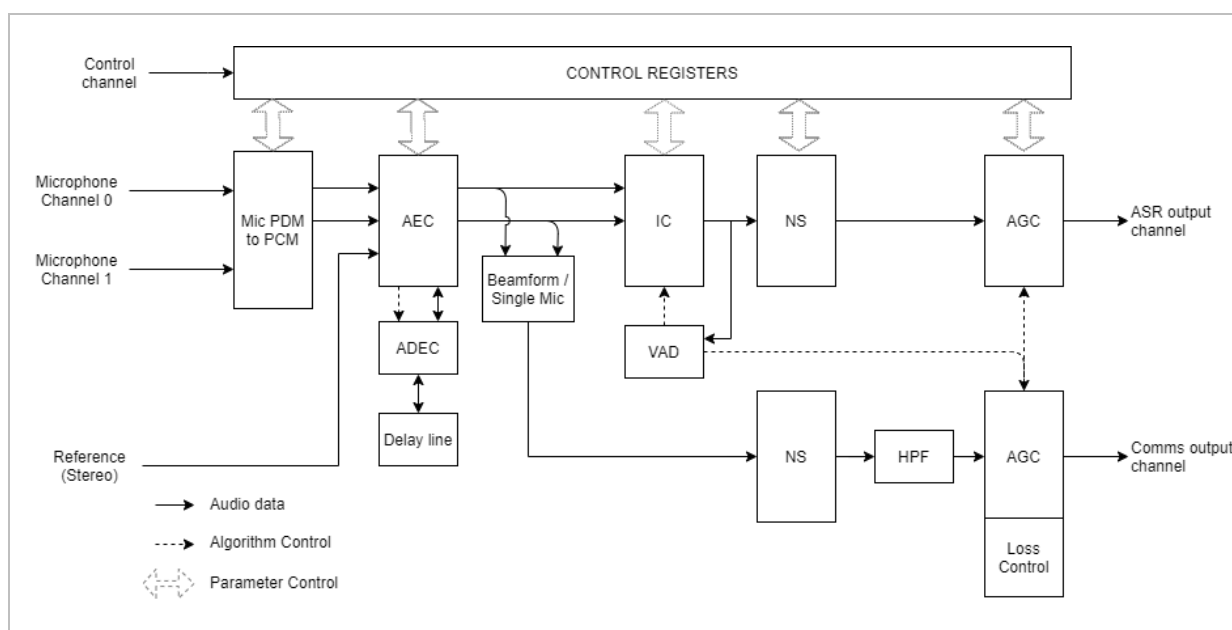 Control
channel
CONTROL REGISTERS
Microphone
Channel 0
Microphone
Channel 1
Mic PDM
to PCM
AEC
IC
NS
AGC
ASR output
channel
Beamform /
Single Mic
ADEC
VAD
Delay line
Reference
(Stereo)
NS
HPF
AGC
Comms output
channel
Loss
Control
Audio data
Algorithm Control
Parameter Control